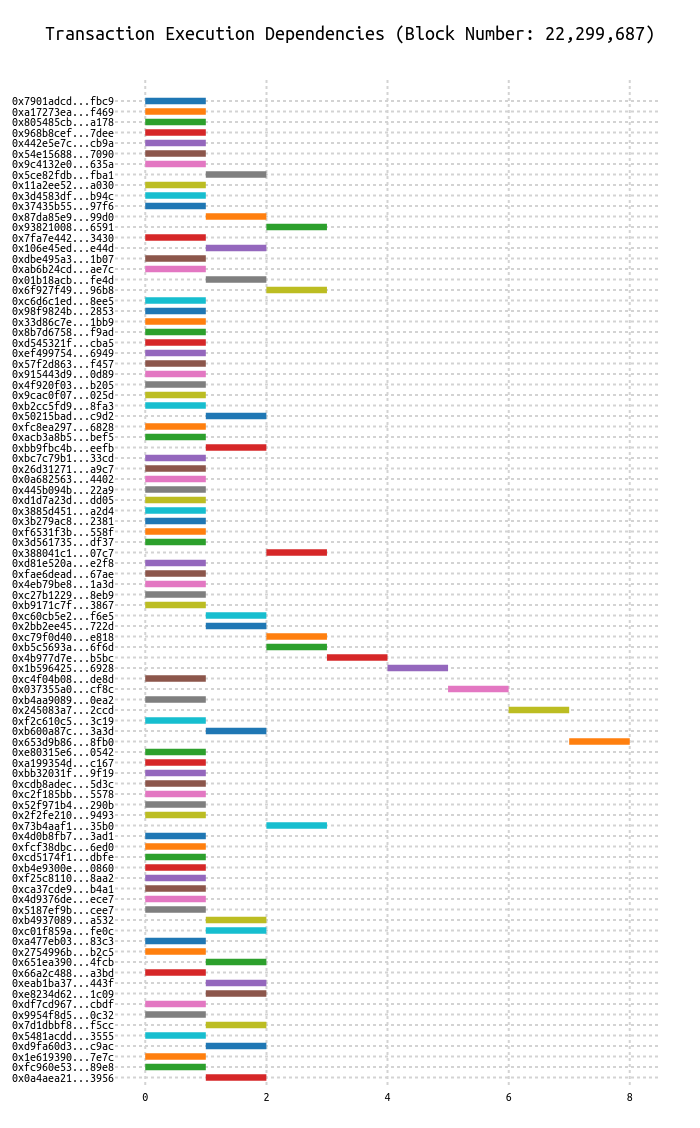 Transaction Execution Dependencies (Block Number: 22,299,687)
0x7901adcd...fbc9
0xa17273ea...f469
0x805485cb...a178
0x968b8cef...7dee
0x442e5e7c...cb9a
0x54e15688...7090
0x9c4132e0...635a
0x5ce82fdb...fba1
0x11a2ee52...a030
0x3d4583df...b94c
0x37435b55...97f6
0x87da85e9...99d0
0x93821008...6591
0x7fa7e442...3430
0x106e45ed...e44d
0xdbe495a3...1b07
0xab6b24cd...ae7c
0x01b18acb...fe4d
0x6f927f49...96b8
0xc6d6c1ed...8ee5
0x98f9824b...2853
0x33d86c7e...1bb9
0x8b7d6758...f9ad
0xd545321f...cba5
0xef499754...6949
0x57f2d863...f457
0x915443d9...0d89
0x4f920f03...b205
0x9cac0f07...025d
0xb2cc5fd9...8fa3
0x50215bad...c9d2
0xfc8ea297...6828
0xacb3a8b5...bef5
0xbb9fbc4b...eefb
0xbc7c79b1...33cd
0x26d31271...a9c7
0x0a682563...4402
0x445b094b...22a9
0xd1d7a23d...dd05
0x3885d451...a2d4
0x3b279ac8...2381
0xf6531f3b...558f
0x3d561735...df37
0x388041c1...07c7
0xd81e520a...e2f8
0xfae6dead...67ae
0x4eb79be8...1a3d
0xc27b1229...8eb9
0xb9171c7f...3867
0xc60cb5e2...f6e5
0x2bb2ee45...722d
0xc79f0d40...e818
0xb5c5693a...6f6d
0x4b977d7e...b5bc
0x1b596425...6928
0xc4f04b08...de8d
0x037355a0...cf8c
0xb4aa9089...0ea2
0x245083a7...2ccd
0xf2c610c5...3c19
0xb600a87c...3a3d
0x653d9b86...8fb0
0xe80315e6...0542
0xa199354d...c167
0xbb32031f...9f19
0xcdb8adec...5d3c
0xc2f185bb...5578
0x52f971b4...290b
0x2f2fe210...9493
0x73b4aaf1...35b0
0x4d0b8fb7...3ad1
0xfcf38dbc...6ed0
0xcd5174f1...dbfe
0xb4e9300e...0860
0xf25c8110...8aa2
0xca37cde9...b4a1
0x4d9376de...ece7
0x5187ef9b...cee7
0xb4937089...a532
0xc01f859a...fe0c
0xa477eb03...83c3
0x2754996b...b2c5
0x651ea390...4fcb
0x66a2c488...a3bd
0xeab1ba37...443f
0xe8234d62...1c09
0xdf7cd967...cbdf
0x9954f8d5...0c32
0x7d1dbbf8...f5cc
0x5481acdd...3555
0xd9fa60d3...c9ac
0x1e619390...7e7c
0xfc960e53...89e8
0x0a4aea21...3956
0 2 4 6 8